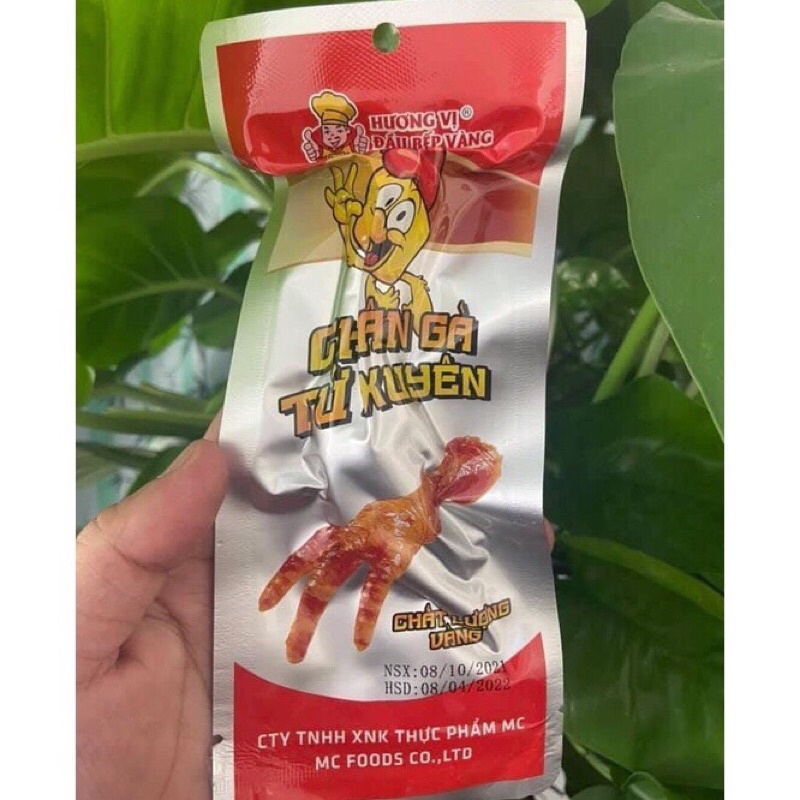 HƯƠNG VỊ®
ĐẦU BẾP VÀNG
CHÂN GÀ
TỨ XUYÊN
CHẤT LƯỢNG
VÀNG
NSX:08/10/2021
HSD:08/04/2022
CTY TNHH XNK THỰC PHẨM MC
MC FOODS CO.,LTD